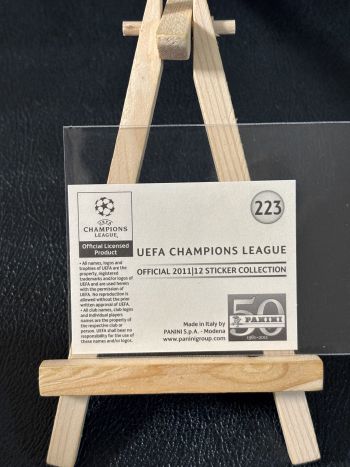 223
UEFA
CHAMPIONS
LEAGUE
Official Licensed
Product
• All names, logos and
trophies of UEFA are the
property, registered
trademarks and/or logos of
UEFA and are used herein
with the permission of
UEFA. No reproduction is
allowed without the prior
written approval of UEFA.
• All club names, club logos
and individual players
names are the property of
the respective club or
person. UEFA shall bear no
responsibility for the use of
these names and/or logos.
UEFA CHAMPIONS LEAGUE
OFFICIAL 2011|12 STICKER COLLECTION
Made in Italy by
PANINI S.p.A. - Modena
www.paninigroup.com
50
PANINI
1961-2011